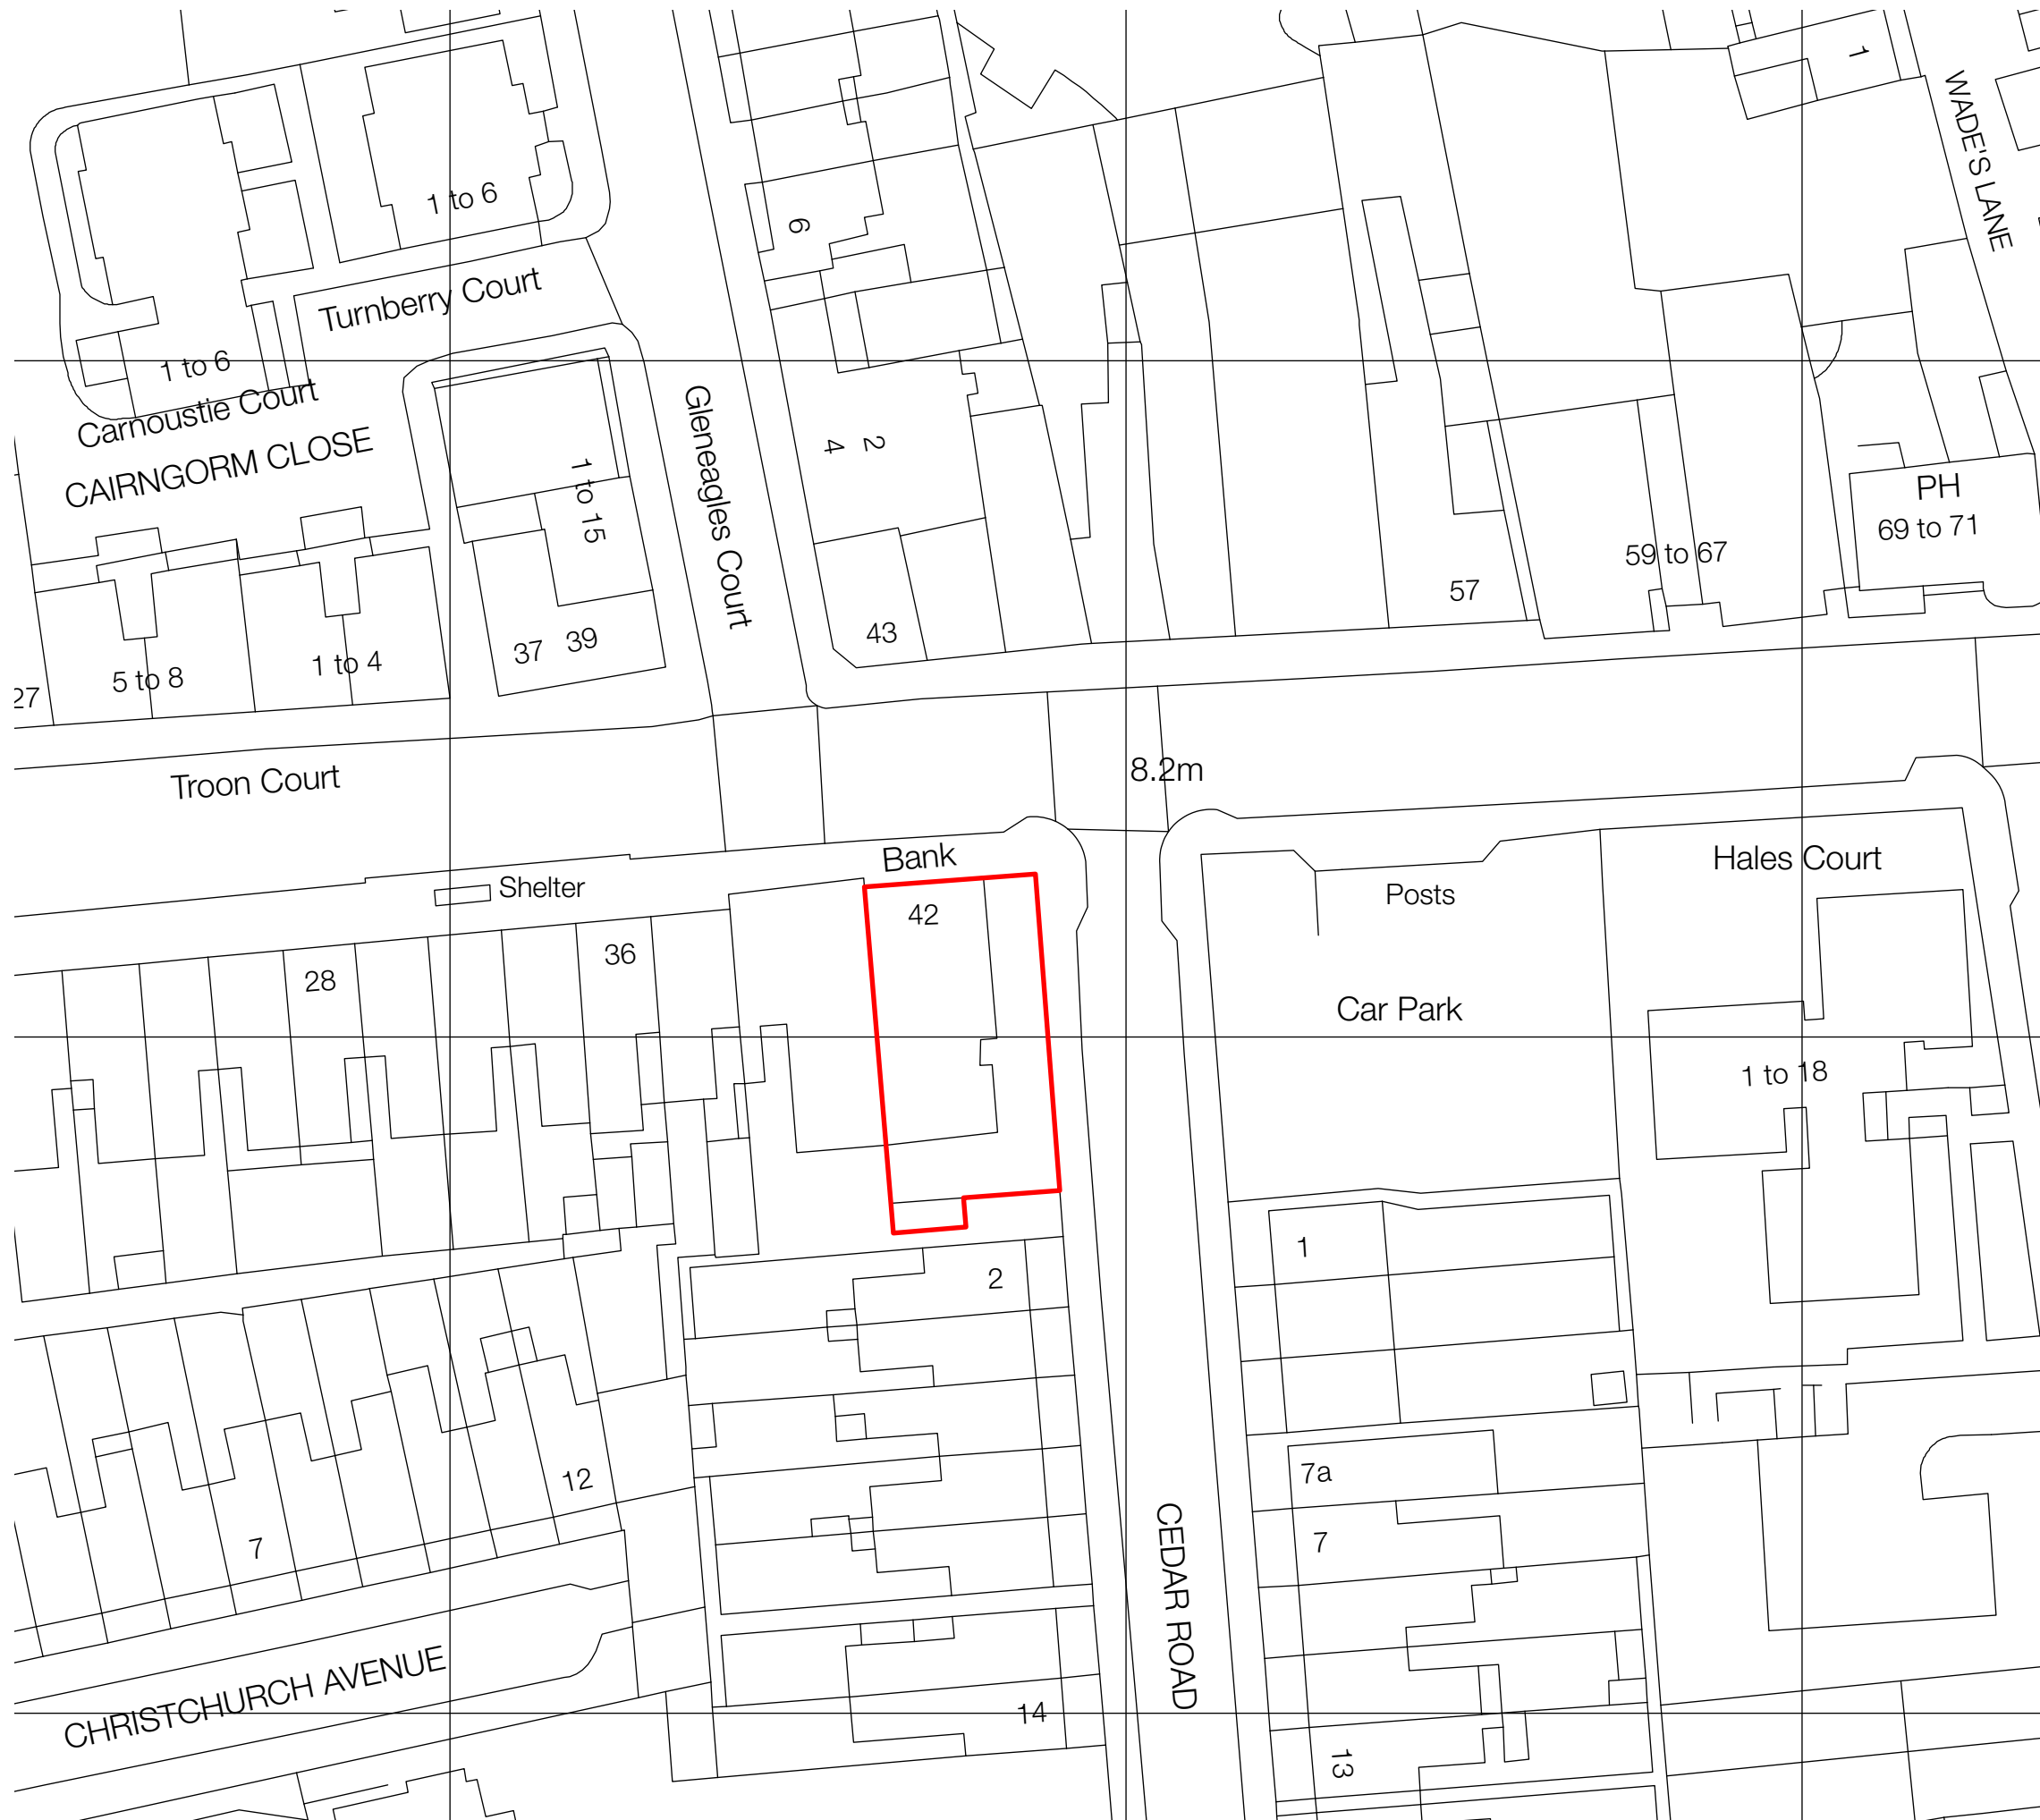 1
WADE'S LANE
1 to 6
6
Turnberry Court
1 to 6
Carnoustie Court
CAIRNGORM CLOSE
Gleneagles Court
1 to 15
4
2
PH
69 to 71
59 to 67
57
43
37
39
1 to 4
5 to 8
27
8.2m
Troon Court
Bank
Hales Court
Shelter
Posts
42
36
28
Car Park
1 to 18
1
2
7a
12
7
7
CEDAR ROAD
CHRISTCHURCH AVENUE
14
13